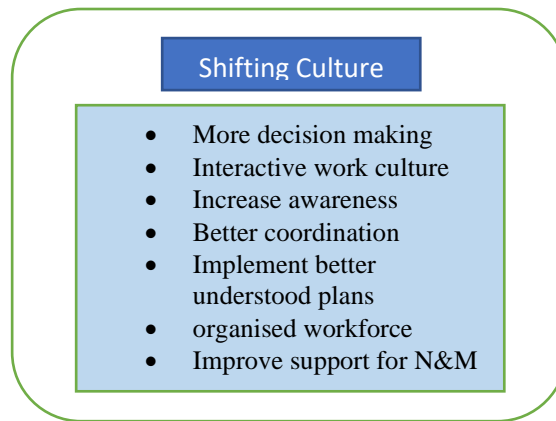 Shifting Culture
• More decision making
• Interactive work culture
• Increase awareness
• Better coordination
• Implement better
understood plans
• organised workforce
• Improve support for N&M